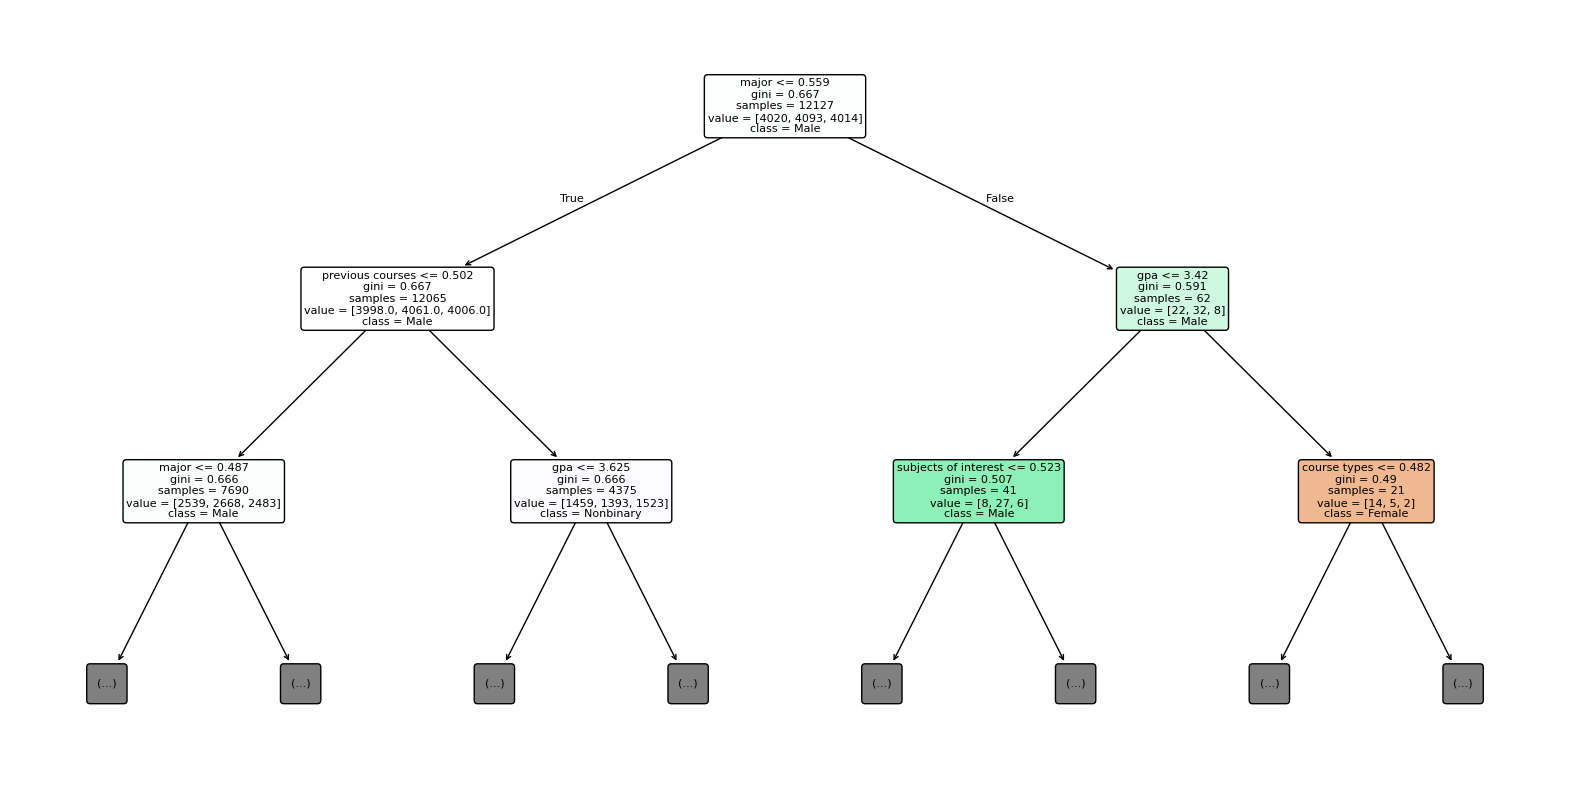 major <= 0.559
gini = 0.667
samples = 12127
value = [4020, 4093, 4014]
class = Male
True
False
previous courses <= 0.502
gini = 0.667
samples = 12065
value = [3998.0, 4061.0, 4006.0]
class = Male
gpa <= 3.42
gini = 0.591
samples = 62
value = [22, 32, 8]
class = Male
major <= 0.487
gini = 0.666
samples = 7690
value = [2539, 2668, 2483]
class = Male
gpa <= 3.625
gini = 0.666
samples = 4375
value = [1459, 1393, 1523]
class = Nonbinary
subjects of interest <= 0.523
gini = 0.507
samples = 41
value = [8, 27, 6]
class = Male
course types <= 0.482
gini = 0.49
samples = 21
value = [14, 5, 2]
class = Female
(...)
(...)
(...)
(...)
(...)
(...)
(...)
(...)